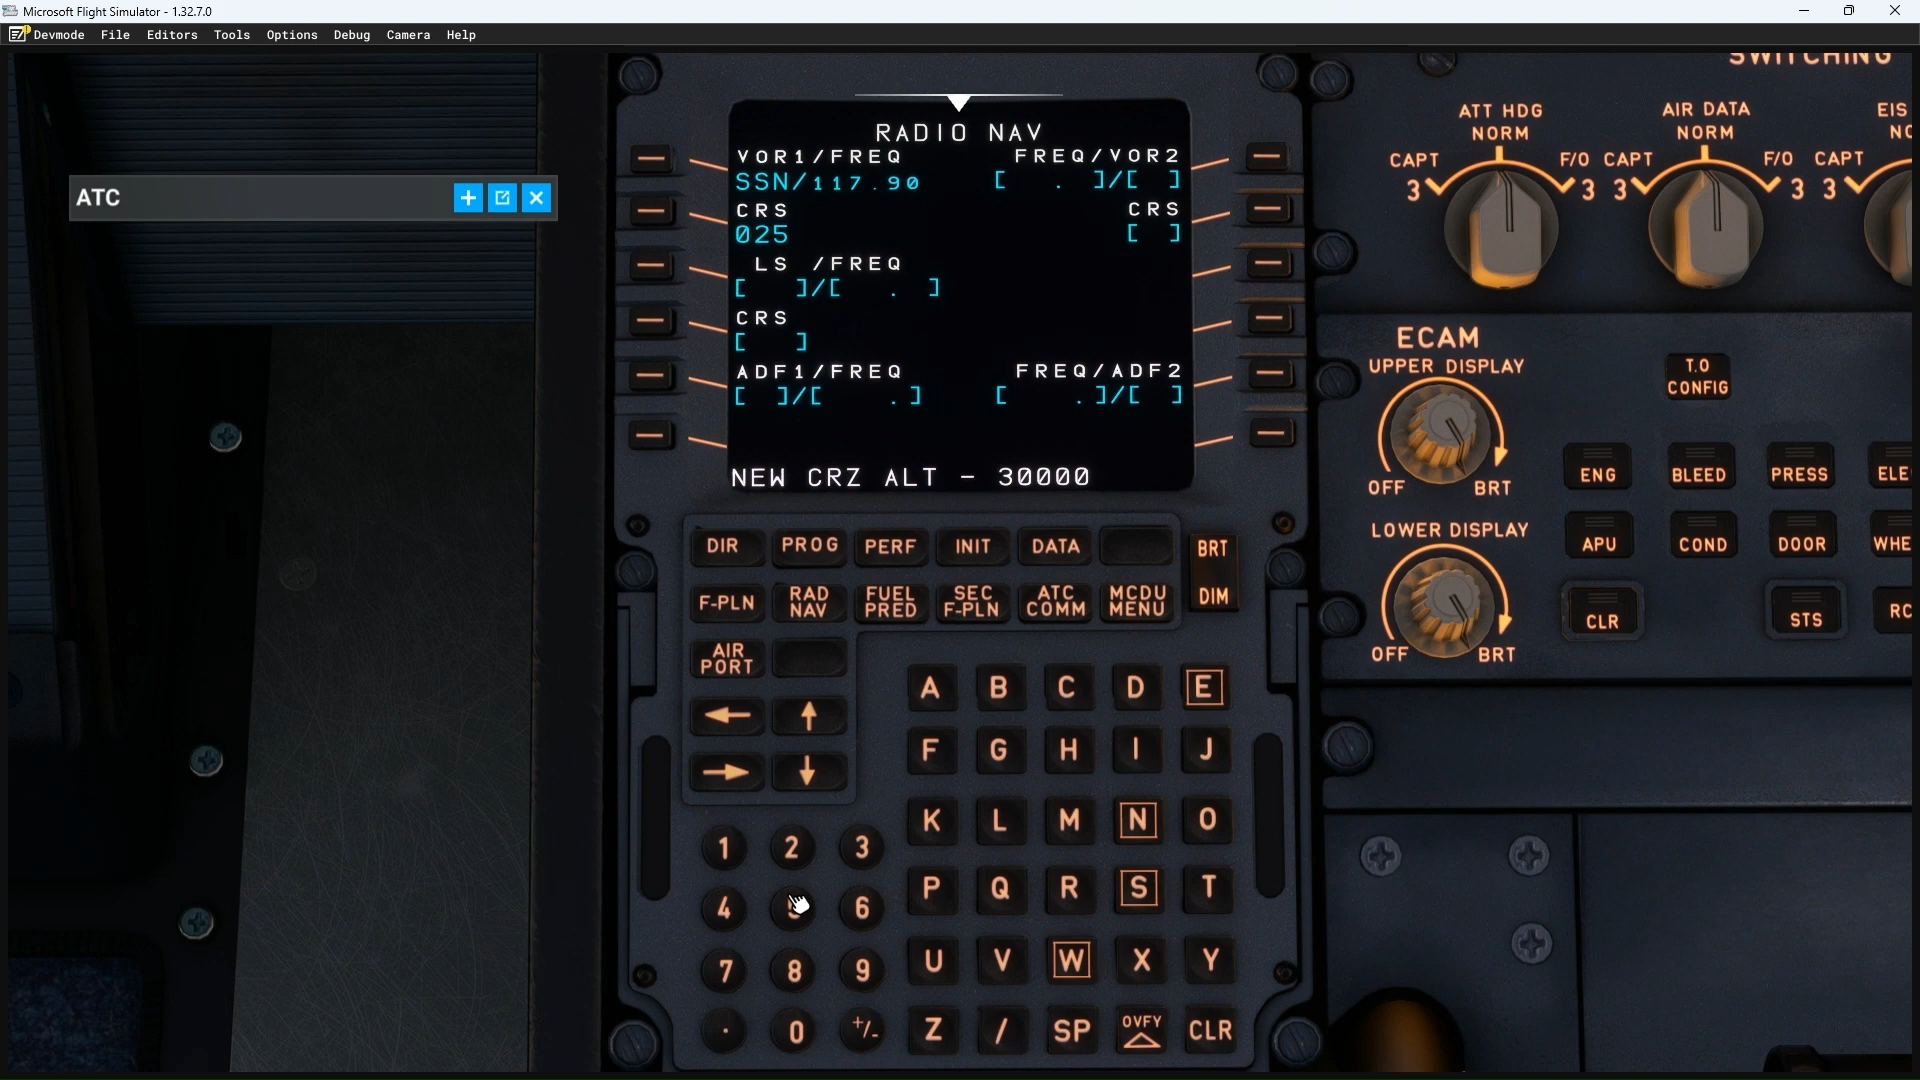 Microsoft Flight Simulator - 1.32.7.0
Devmode File Editors Tools Options Debug Camera Help
SWITCHING
ATC
RADIO NAV
VOR1/FREQ FREQ/VOR2
SSN/117.90 [ . ]/[ ]
CRS CRS
025 [ ]
LS /FREQ
[ ]/[ . ]
CRS
[ ]
ADF1/FREQ FREQ/ADF2
[ ]/[ .] [ .]/[ ]
NEW CRZ ALT - 30000
ATT HDG AIR DATA EIS
NORM NORM
CAPT F/O CAPT F/O CAPT
3 3 3 3 3
ECAM
UPPER DISPLAY
OFF BRT
T.O
CONFIG
ENG BLEED PRESS
LOWER DISPLAY
OFF BRT
APU COND DOOR
CLR STS
DIR PROG PERF INIT DATA BRT
DIM
F-PLN RAD NAV FUEL PRED SEC F-PLN ATC COMM MCDU MENU
AIR PORT
A B C D E
F G H I J
K L M N O
P Q R S T
U V W X Y
Z / SP OVFY CLR
1 2 3
4 5 6
7 8 9
. 0 +/-